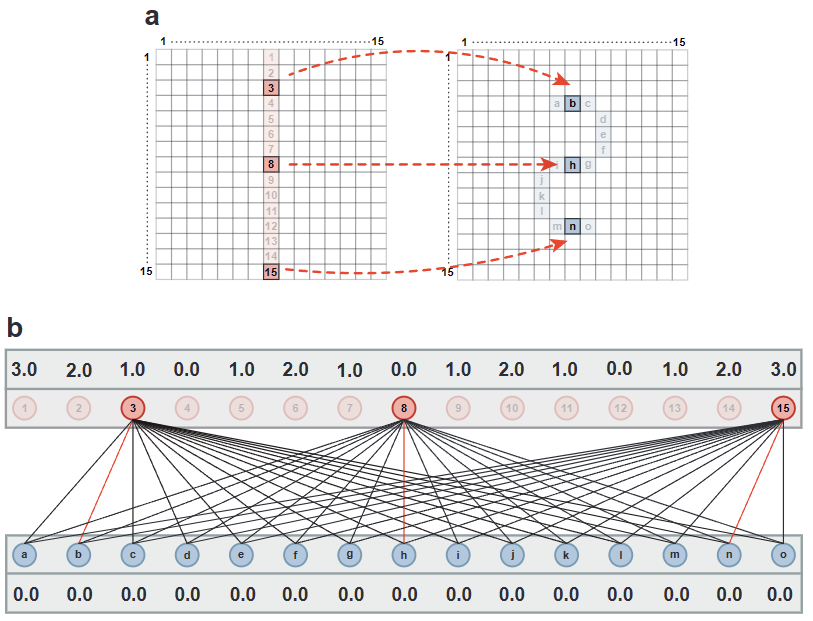 a
1 15 1 15
1 1 1
2
3
4 a b c
5 d
6 e
7 f
8 h g
9 j
10 k
11 l
12 m n o
13
14
15 15 15
b
3.0 2.0 1.0 0.0 1.0 2.0 1.0 0.0 1.0 2.0 1.0 0.0 1.0 2.0 3.0
1 2 3 4 5 6 7 8 9 10 11 12 13 14 15
a b c d e f g h i j k l m n o
0.0 0.0 0.0 0.0 0.0 0.0 0.0 0.0 0.0 0.0 0.0 0.0 0.0 0.0 0.0